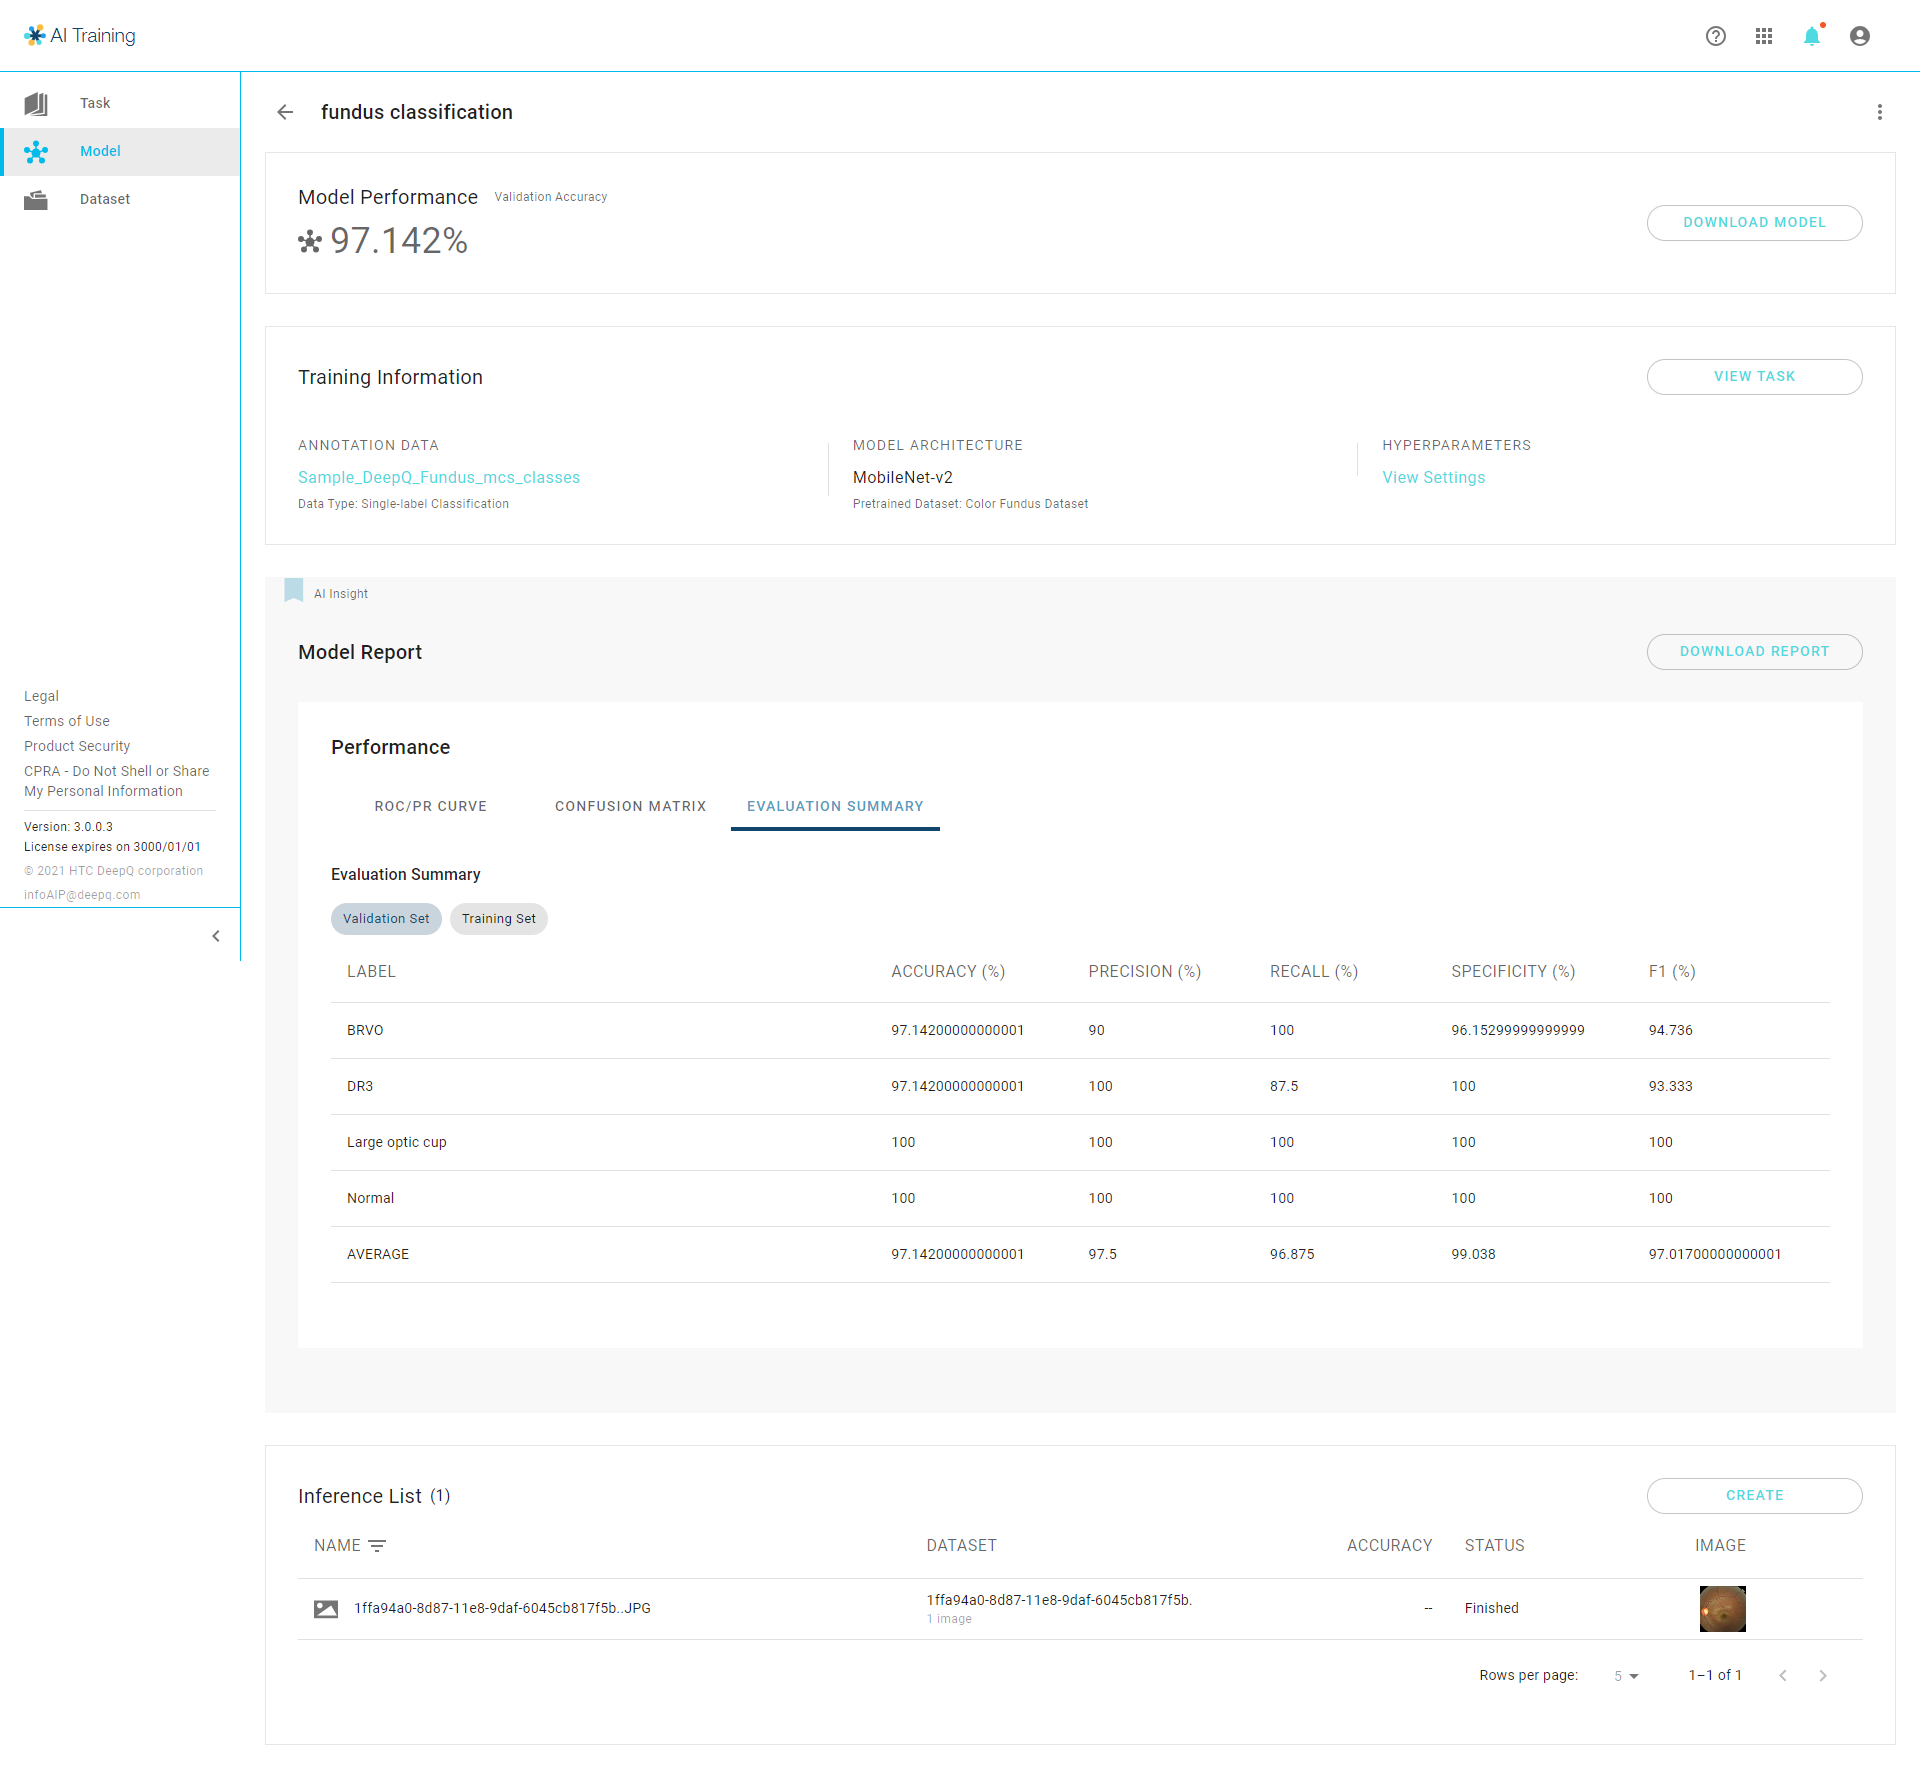 AI Training
Task
Model
Dataset
Legal
Terms of Use
Product Security
CPRA - Do Not Shell or Share
My Personal Information
Version: 3.0.0.3
License expires on 3000/01/01
© 2021 HTC DeepQ corporation
infoAIP@deepq.com
fundus classification
Model Performance Validation Accuracy
97.142%
DOWNLOAD MODEL
Training Information
VIEW TASK
ANNOTATION DATA MODEL ARCHITECTURE HYPERPARAMETERS
Sample_DeepQ_Fundus_mcs_classes MobileNet-v2 View Settings
Data Type: Single-label Classification Pretrained Dataset: Color Fundus Dataset
AI Insight
Model Report
DOWNLOAD REPORT
Performance
ROC/PR CURVE CONFUSION MATRIX EVALUATION SUMMARY
Evaluation Summary
Validation Set Training Set
LABEL ACCURACY (%) PRECISION (%) RECALL (%) SPECIFICITY (%) F1 (%)
BRVO 97.14200000000001 90 100 96.15299999999999 94.736
DR3 97.14200000000001 100 87.5 100 93.333
Large optic cup 100 100 100 100 100
Normal 100 100 100 100 100
AVERAGE 97.14200000000001 97.5 96.875 99.038 97.01700000000001
Inference List (1)
CREATE
NAME DATASET ACCURACY STATUS IMAGE
1ffa94a0-8d87-11e8-9daf-6045cb817f5b..JPG 1ffa94a0-8d87-11e8-9daf-6045cb817f5b. -- Finished
1 image
Rows per page: 5 1–1 of 1